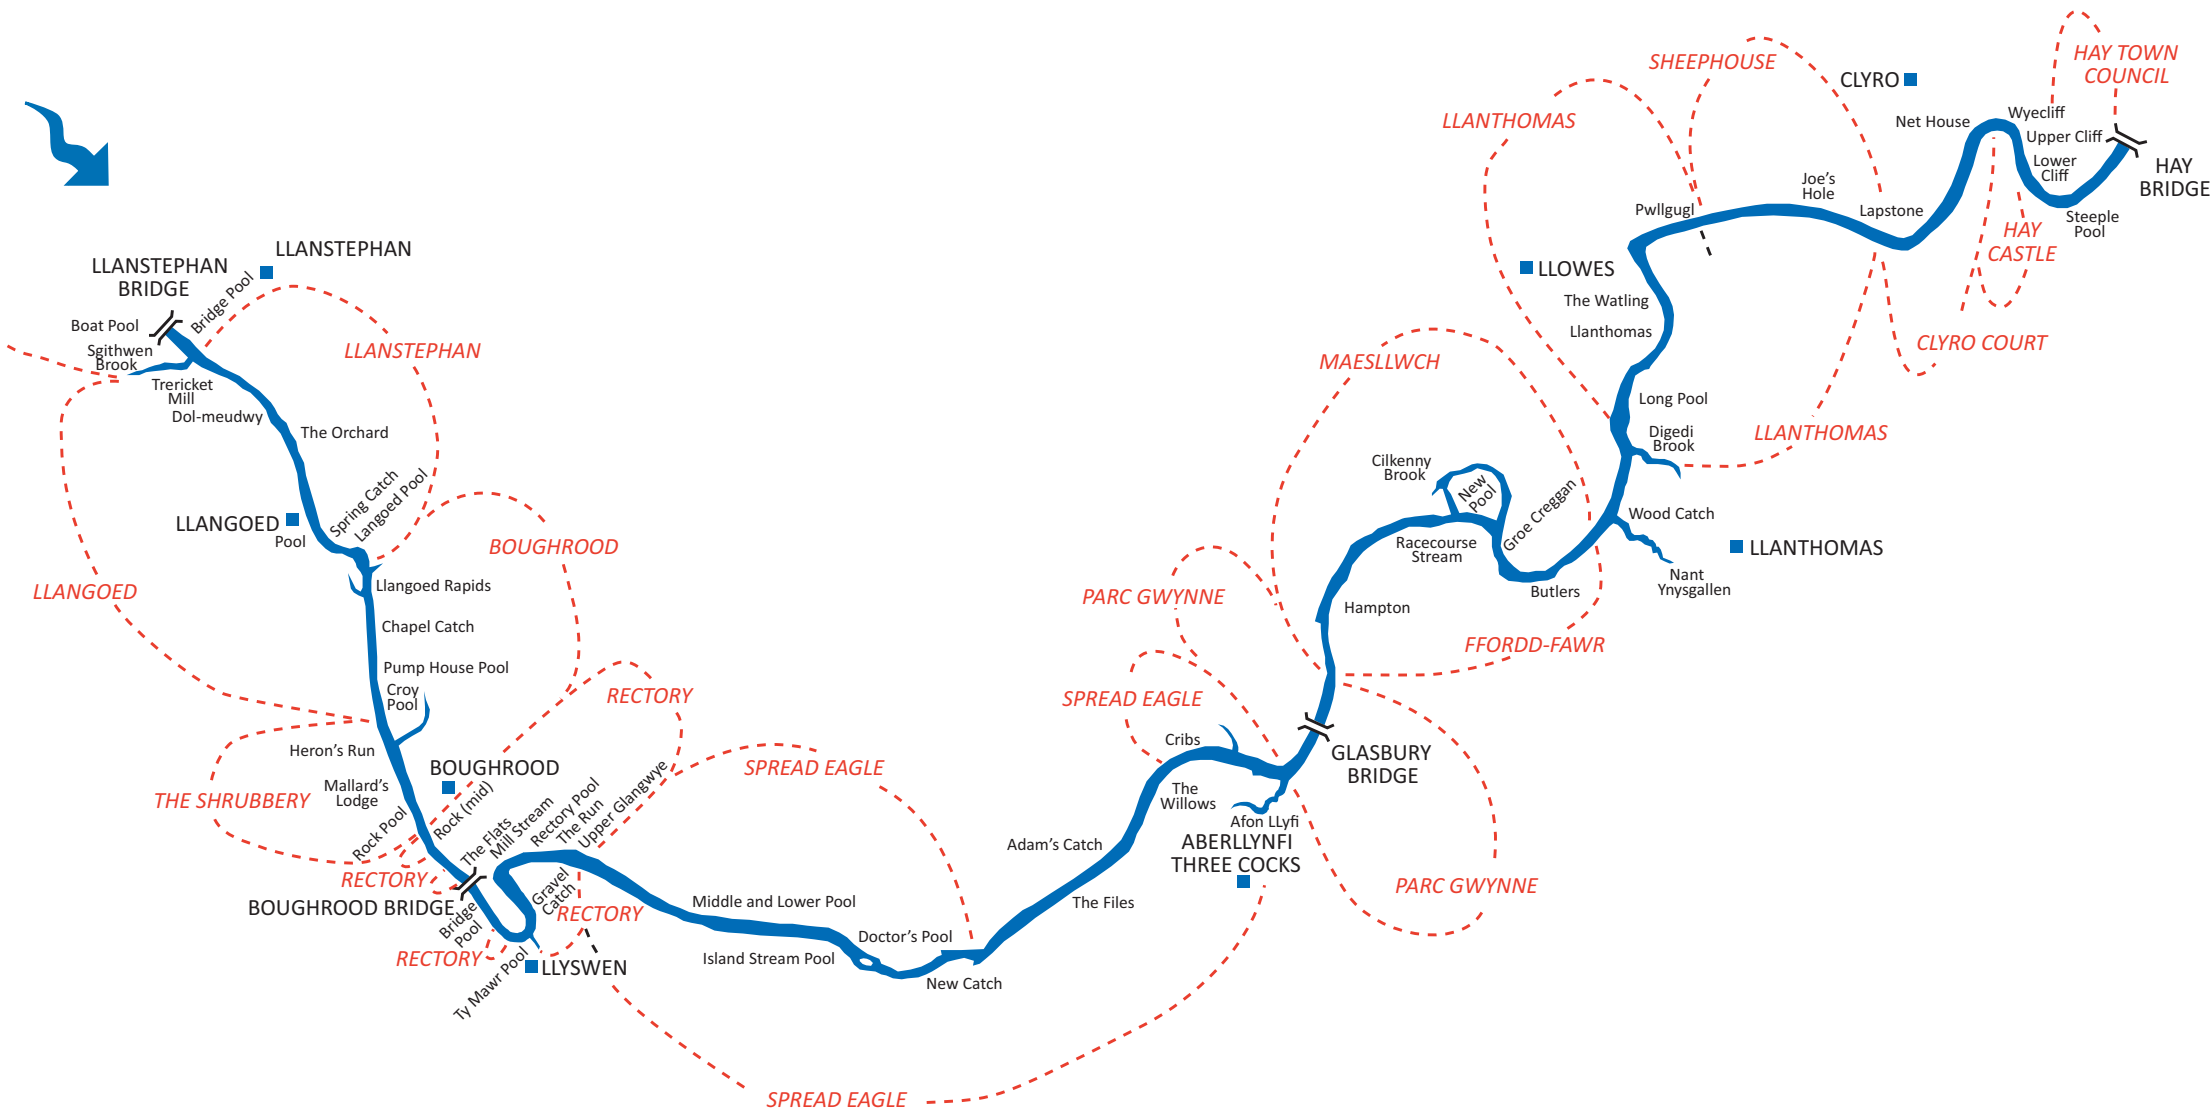 HAY TOWN
COUNCIL
SHEEPHOUSE
CLYRO
LLANTHOMAS
Net House
Wyecliff
Upper Cliff
Lower
Cliff
HAY
BRIDGE
Joe's
Hole
Pwllgugl
Lapstone
Steeple
Pool
HAY
CASTLE
LLOWES
The Watling
Llanthomas
CLYRO COURT
LLANSTEPHAN
LLANSTEPHAN
BRIDGE
Bridge Pool
Boat Pool
Sgithwen
Brook
LLANSTEPHAN
Trericket
Mill
Dol-meudwy
The Orchard
MAESLLWCH
Long Pool
Digedi
Brook
LLANTHOMAS
Cilkenny
Brook
New
Pool
Groe Creggan
Racecourse
Stream
Wood Catch
LLANTHOMAS
Nant
Ynysgallen
Butlers
Spring Catch
Langoed Pool
LLANGOED
Pool
BOUGHROOD
LLANGOED
Llangoed Rapids
Chapel Catch
Pump House Pool
Croy
Pool
PARC GWYNNE
Hampton
FFORDD-FAWR
RECTORY
SPREAD EAGLE
Cribs
GLASBURY
BRIDGE
Heron's Run
BOUGHROOD
Mallard's
Lodge
THE SHRUBBERY
Rock Pool
Rock (mid)
The Flats
Mill Stream
Rectory Pool
The Run
Upper Glangwye
SPREAD EAGLE
The
Willows
Afon LLyfi
ABERLLYNFI
THREE COCKS
Adam's Catch
PARC GWYNNE
RECTORY
BOUGHROOD BRIDGE
Bridge
Pool
Gravel
Catch
RECTORY
Middle and Lower Pool
The Files
Doctor's Pool
Island Stream Pool
New Catch
RECTORY
Ty Mawr Pool
LLYSWEN
SPREAD EAGLE